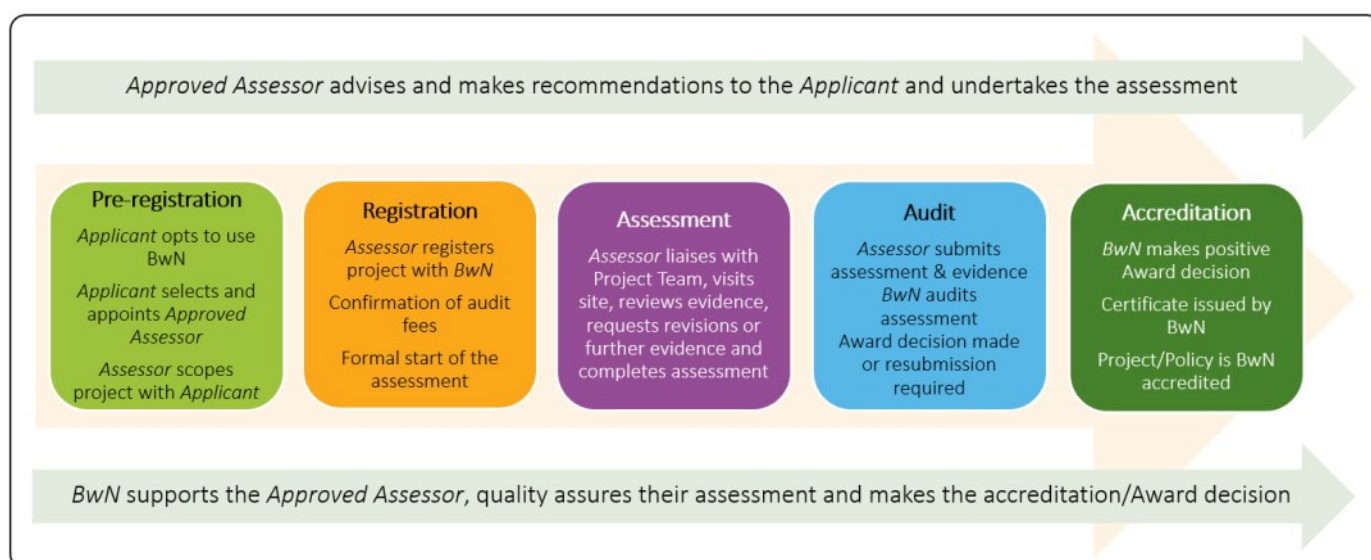 Approved Assessor advises and makes recommendations to the Applicant and undertakes the assessment
Pre-registration
Applicant opts to use
BwN
Applicant selects and
appoints Approved
Assessor
Assessor scopes
project with Applicant
Registration
Assessor registers
project with BwN
Confirmation of audit
fees
Formal start of the
assessment
Assessment
Assessor liaises with
Project Team, visits
site, reviews evidence,
requests revisions or
further evidence and
completes assessment
Audit
Assessor submits
assessment & evidence
BwN audits
assessment
Award decision made
or resubmission
required
Accreditation
BwN makes positive
Award decision
Certificate issued by
BwN
Project/Policy is BwN
accredited
BwN supports the Approved Assessor, quality assures their assessment and makes the accreditation/Award decision